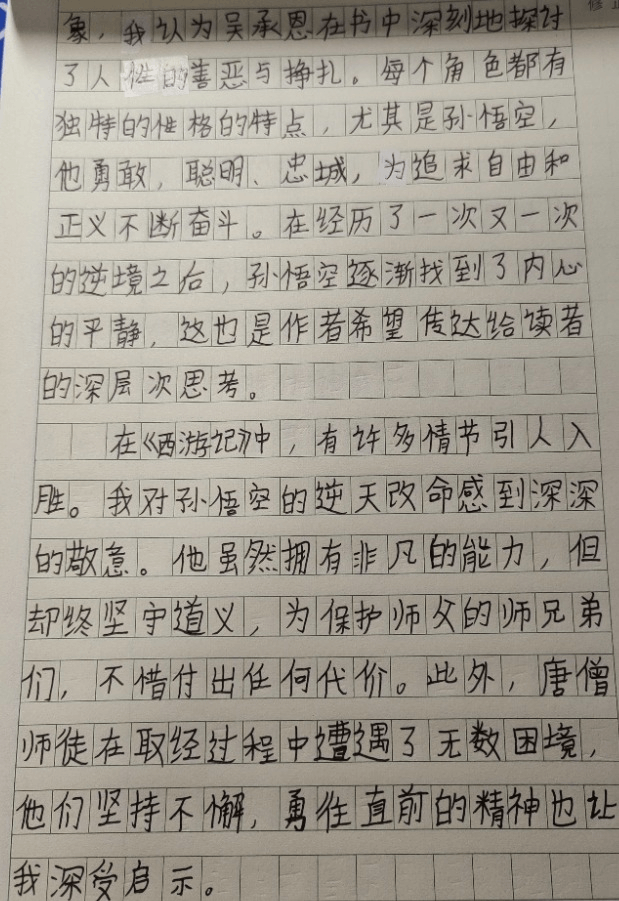 象，我认为吴承恩在书中深刻地探讨
了人性的善恶与挣扎。每个角色都有
独特的性格的特点，尤其是孙悟空，
他勇敢，聪明、忠城，为追求自由和
正义不断奋斗。在经历了一次又一次
的逆境之后，孙悟空逐渐找到了内心
的平静，这也是作者希望传达给读者
的深层次思考。
在《西游记》中，有许多情节引人入
胜。我对孙悟空的逆天改命感到深深
的敬意。他虽然拥有非凡的能力，但
却终坚守道义，为保护师父的师兄弟
们，不惜付出任何代价。此外，唐僧
师徒在取经过程中遭遇了无数困境，
他们坚持不懈，勇往直前的精神也让
我深受启示。